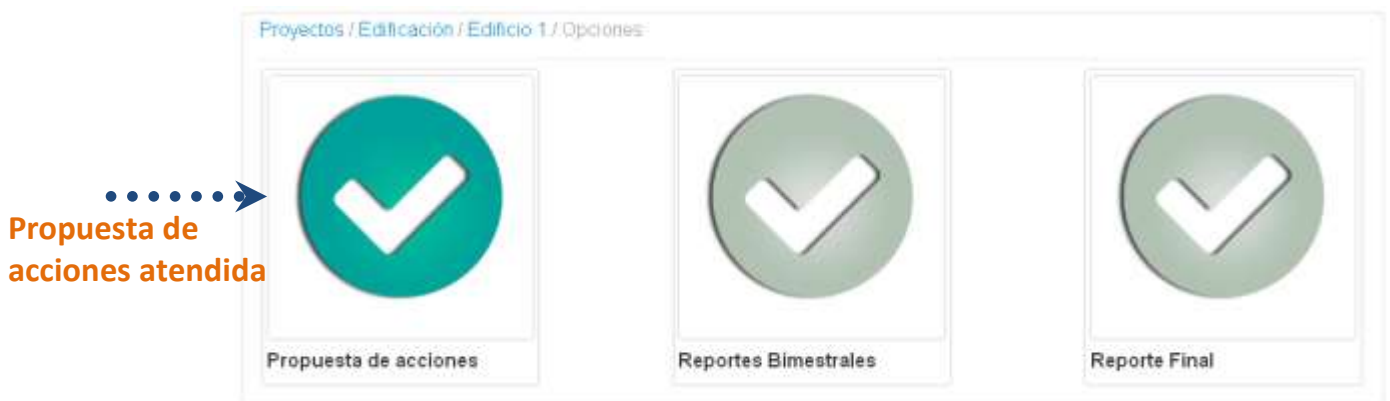 Proyectos / Edificación / Edificio 1 / Opciones
Propuesta de
acciones atendida
Propuesta de acciones
Reportes Bimestrales
Reporte Final